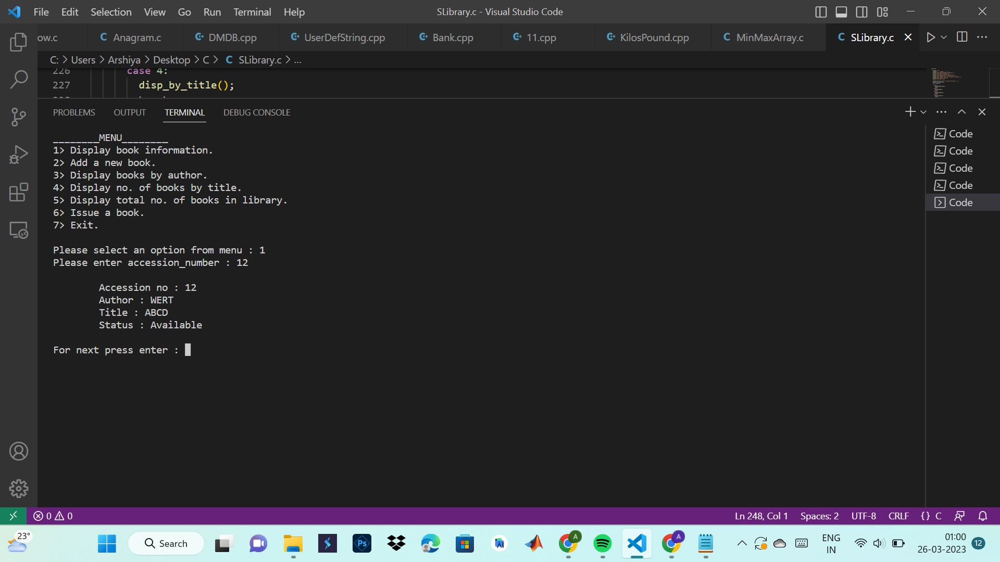 File Edit Selection View Go Run Terminal Help SLibrary.c - Visual Studio Code
ow.c Anagram.c DMDB.cpp UserDefString.cpp Bank.cpp 11.cpp KilosPound.cpp MinMaxArray.c SLibrary.c
C: > Users > Arshiya > Desktop > C > C SLibrary.c > ...
226 case 4:
227 disp_by_title();
PROBLEMS OUTPUT TERMINAL DEBUG CONSOLE
________MENU________
1> Display book information.
2> Add a new book.
3> Display books by author.
4> Display no. of books by title.
5> Display total no. of books in library.
6> Issue a book.
7> Exit.
Please select an option from menu : 1
Please enter accession_number : 12
Accession no : 12
Author : WERT
Title : ABCD
Status : Available
For next press enter :
Code
Code
Code
Code
Code
0 0 Ln 248, Col 1 Spaces: 2 UTF-8 CRLF {} C
23° Search Ps A A ENG IN 01:00 26-03-2023 12